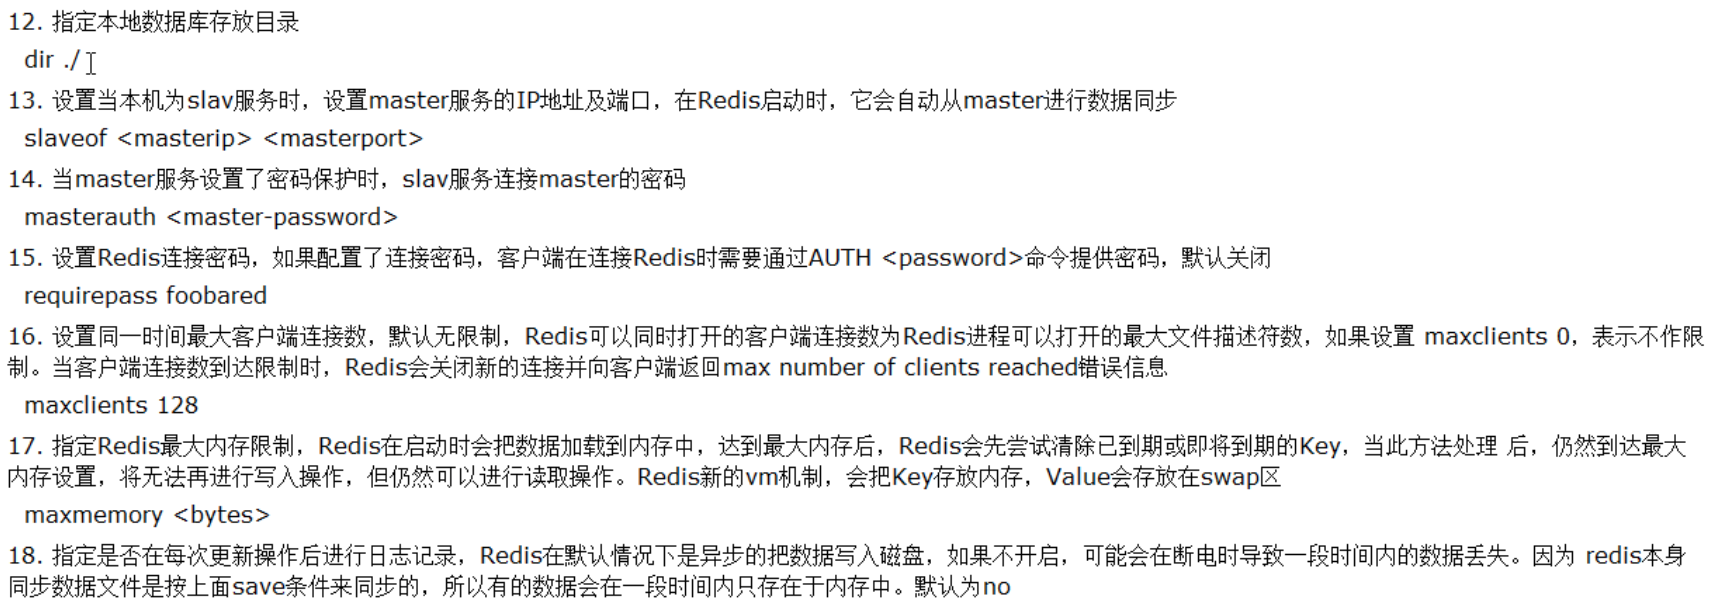 12. 指定本地数据库存放目录
dir ./
13. 设置当本机为slav服务时，设置master服务的IP地址及端口，在Redis启动时，它会自动从master进行数据同步
slaveof <masterip> <masterport>
14. 当master服务设置了密码保护时，slav服务连接master的密码
masterauth <master-password>
15. 设置Redis连接密码，如果配置了连接密码，客户端在连接Redis时需要通过AUTH <password>命令提供密码，默认关闭
requirepass foobared
16. 设置同一时间最大客户端连接数，默认无限制，Redis可以同时打开的客户端连接数为Redis进程可以打开的最大文件描述符数，如果设置 maxclients 0，表示不作限
制。当客户端连接数到达限制时，Redis会关闭新的连接并向客户端返回max number of clients reached错误信息
maxclients 128
17. 指定Redis最大内存限制，Redis在启动时会把数据加载到内存中，达到最大内存后，Redis会先尝试清除已到期或即将到期的Key，当此方法处理 后，仍然到达最大
内存设置，将无法再进行写入操作，但仍然可以进行读取操作。Redis新的vm机制，会把Key存放内存，Value会存放在swap区
maxmemory <bytes>
18. 指定是否在每次更新操作后进行日志记录，Redis在默认情况下是异步的把数据写入磁盘，如果不开启，可能会在断电时导致一段时间内的数据丢失。因为 redis本身
同步数据文件是按上面save条件来同步的，所以有的数据会在一段时间内只存在于内存中。默认为no